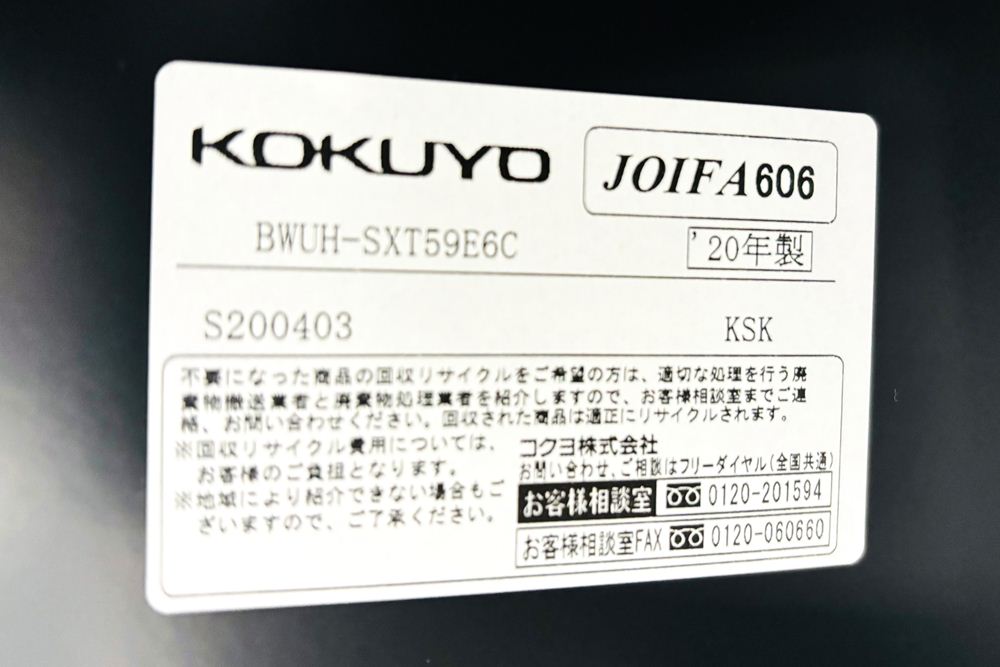 KOKUYO
JOIFA606
BWUH-SXT59E6C
'20年製
S200403
KSK
不要になった商品の回収リサイクルをご希望の方は、適切な処理を行う廃
棄物搬送業者と廃棄物処理業者を紹介しますので、お客様相談室までご連
絡、お問い合わせください。回収された商品は適正にリサイクルされます。
※回収リサイクル費用については、
お客様のご負担となります。
※地域により紹介できない場合もご
ざいますので、ご了承ください。
コクヨ株式会社
お問い合わせ、ご相談はフリーダイヤル(全国共通)
お客様相談室 0120-201594
お客様相談室FAX 0120-060660